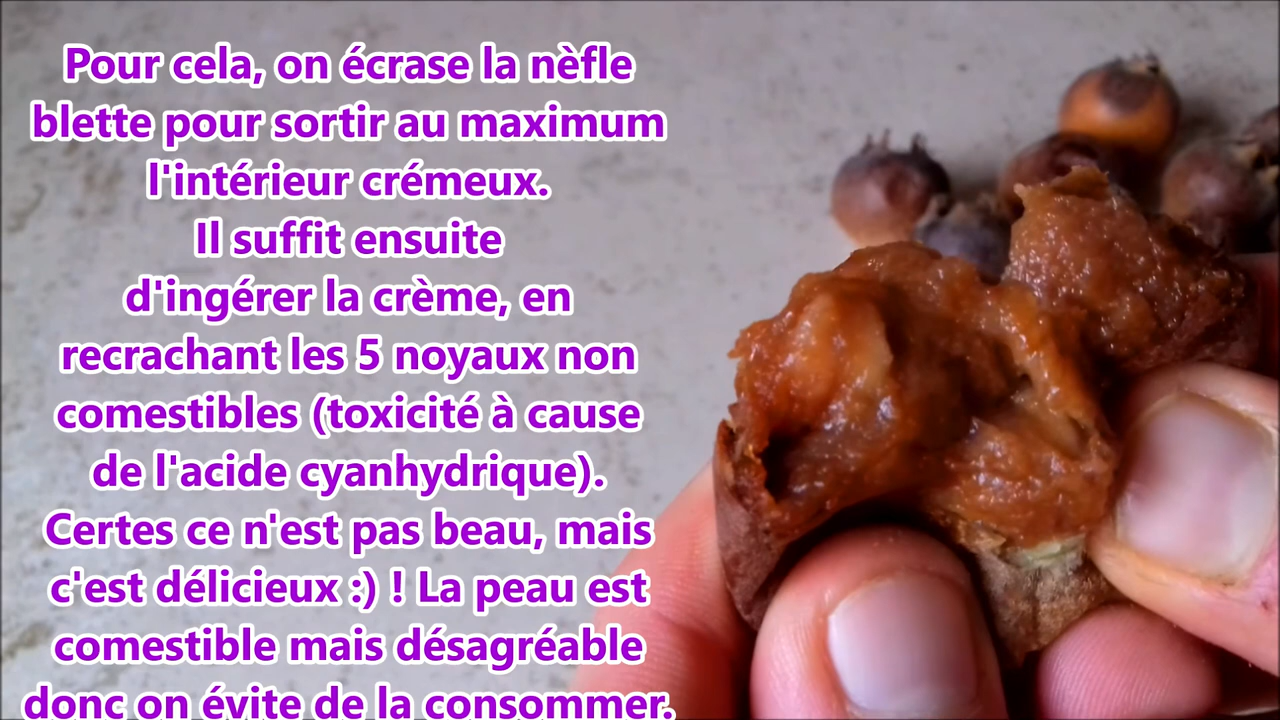 Pour cela, on écrase la nèfle
blette pour sortir au maximum
l'intérieur crémeux.
Il suffit ensuite
d'ingérer la crème, en
recrachant les 5 noyaux non
comestibles (toxicité à cause
de l'acide cyanhydrique).
Certes ce n'est pas beau, mais
c'est délicieux :) ! La peau est
comestible mais désagréable
donc on évite de la consommer.